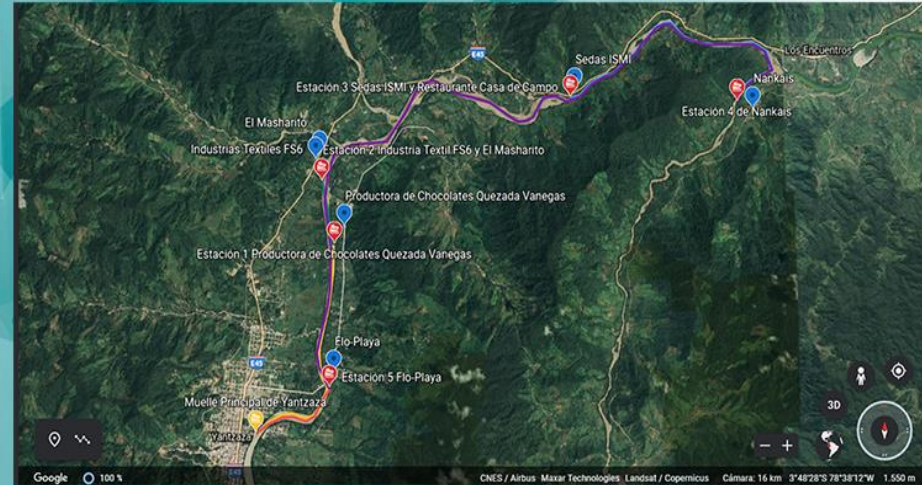 E45
Los Encuentros
Sedas ISMI
Nankais
Estación 3 Sedas ISMI y Restaurante Casa de Campo
Estación 4 de Nankais
El Masharito
Industrias Textiles FS6
Estación 2 Industria Textil FS6 y El Masharito
Productora de Chocolates Quezada Vanegas
Estación 1 Productora de Chocolates Quezada Vanegas
Flo-Playa
E45
Estación 5 Flo-Playa
Muelle Principal de Yantzaza
Yantzaza
3D
E45
Google
100 %
CNES / Airbus Maxar Technologies Landsat / Copernicus Cámara: 16 km 3°48'28"S 78°38'12"W 1.550 m